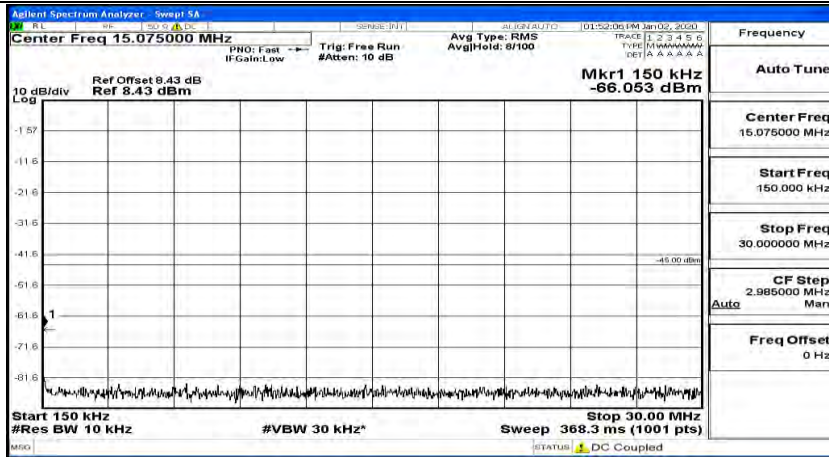 Agilent Spectrum Analyzer - Swept SA
RL RF 50 Ω DC SENSE:INT ALIGN AUTO 01:52:06 PM Jan 02, 2020
Center Freq 15.075000 MHz
PNO: Fast
IFGain:Low
Trig: Free Run
#Atten: 10 dB
Avg Type: RMS
Avg|Hold: 8/100
TRACE 1 2 3 4 5 6
TYPE M WWWWW
DET A A A A A A
Ref Offset 8.43 dB
10 dB/div Ref 8.43 dBm
Log
Mkr1 150 kHz
-66.053 dBm
-1.57
-11.6
-21.6
-31.6
-41.6
-45.00 dBm
-51.6
-61.6
1
-71.6
-81.6
Start 150 kHz Stop 30.00 MHz
#Res BW 10 kHz #VBW 30 kHz* Sweep 368.3 ms (1001 pts)
MSG STATUS DC Coupled
Frequency
Auto Tune
Center Freq
15.075000 MHz
Start Freq
150.000 kHz
Stop Freq
30.000000 MHz
CF Step
2.985000 MHz
Auto Man
Freq Offset
0 Hz